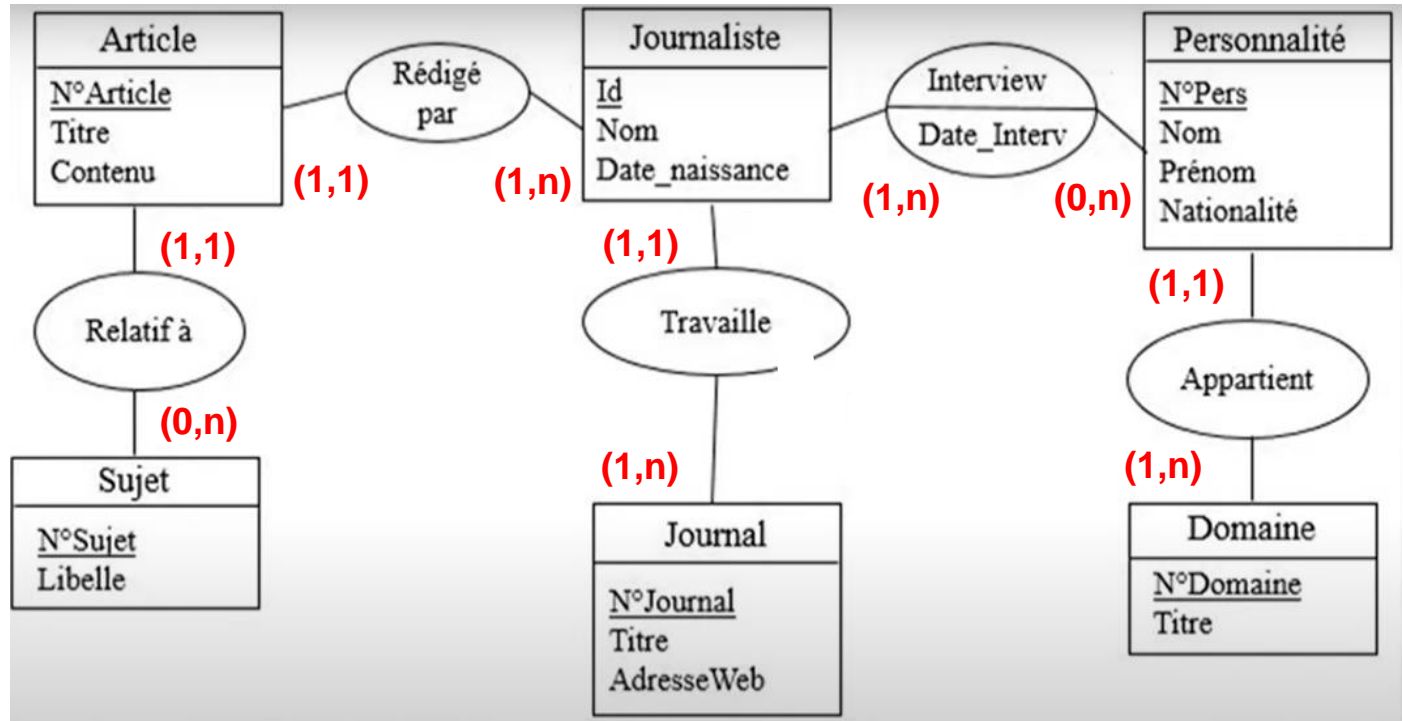 Article
N°Article
Titre
Contenu
Rédigé
par
Journaliste
Id
Nom
Date_naissance
Interview
Date_Interv
Personnalité
N°Pers
Nom
Prénom
Nationalité
(1,1)
(1,n)
(1,n)
(0,n)
(1,1)
(1,1)
(1,1)
Relatif à
Travaille
Appartient
(0,n)
(1,n)
(1,n)
Sujet
N°Sujet
Libelle
Journal
N°Journal
Titre
AdresseWeb
Domaine
N°Domaine
Titre